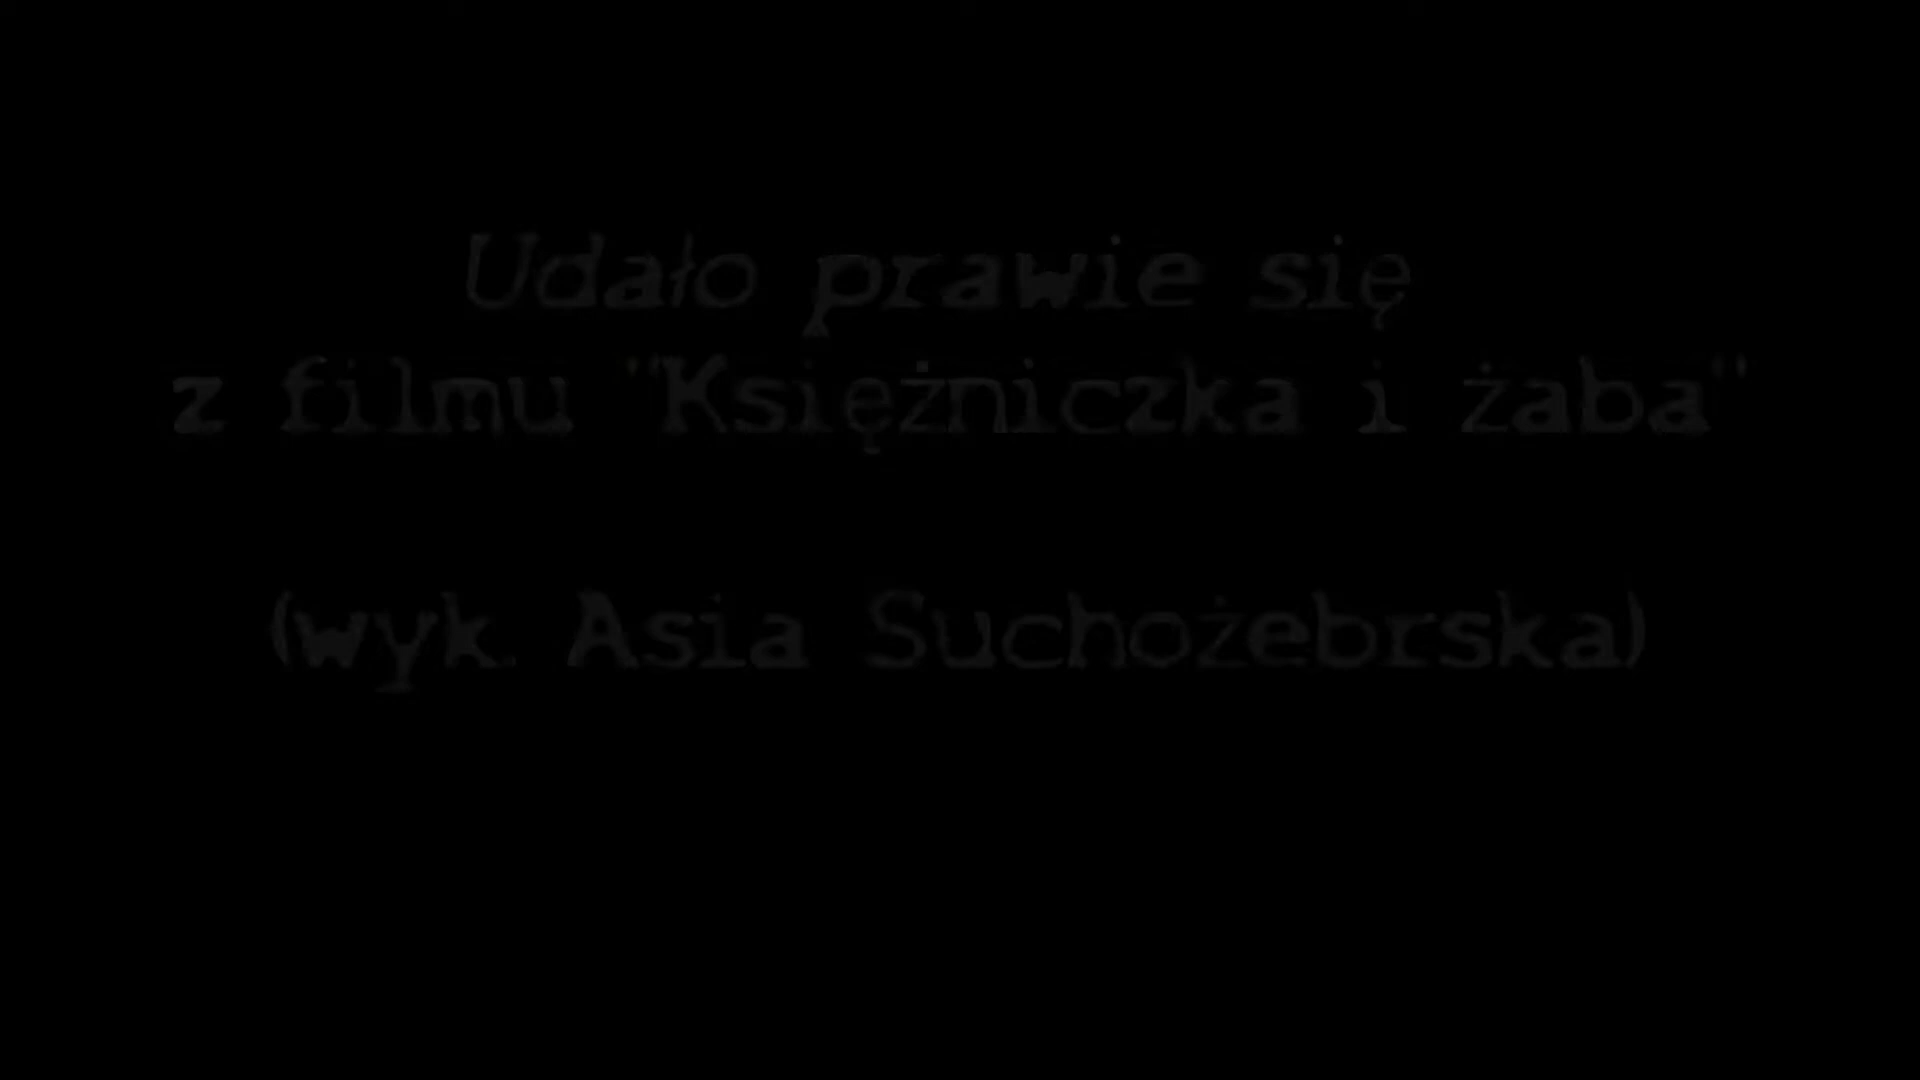 Udało prawie się
z filmu "Księżniczka i żaba"
(wyk. Asia Suchożebrska)